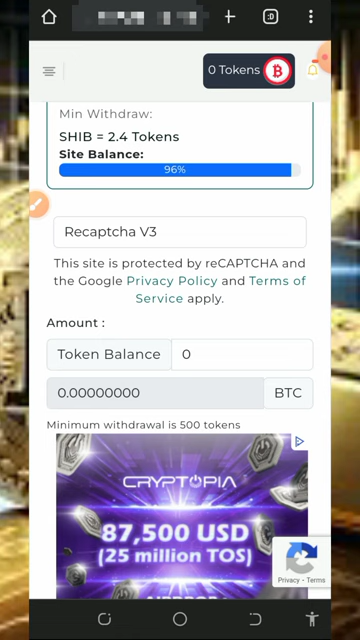 :D
0 Tokens
Min Withdraw:
SHIB = 2.4 Tokens
Site Balance:
96%
Recaptcha V3
This site is protected by reCAPTCHA and
the Google Privacy Policy and Terms of
Service apply.
Amount :
Token Balance 0
0.00000000 BTC
Minimum withdrawal is 500 tokens
CRYPTOPIA
87,500 USD
(25 million TOS)
AIRDROP
Privacy - Terms